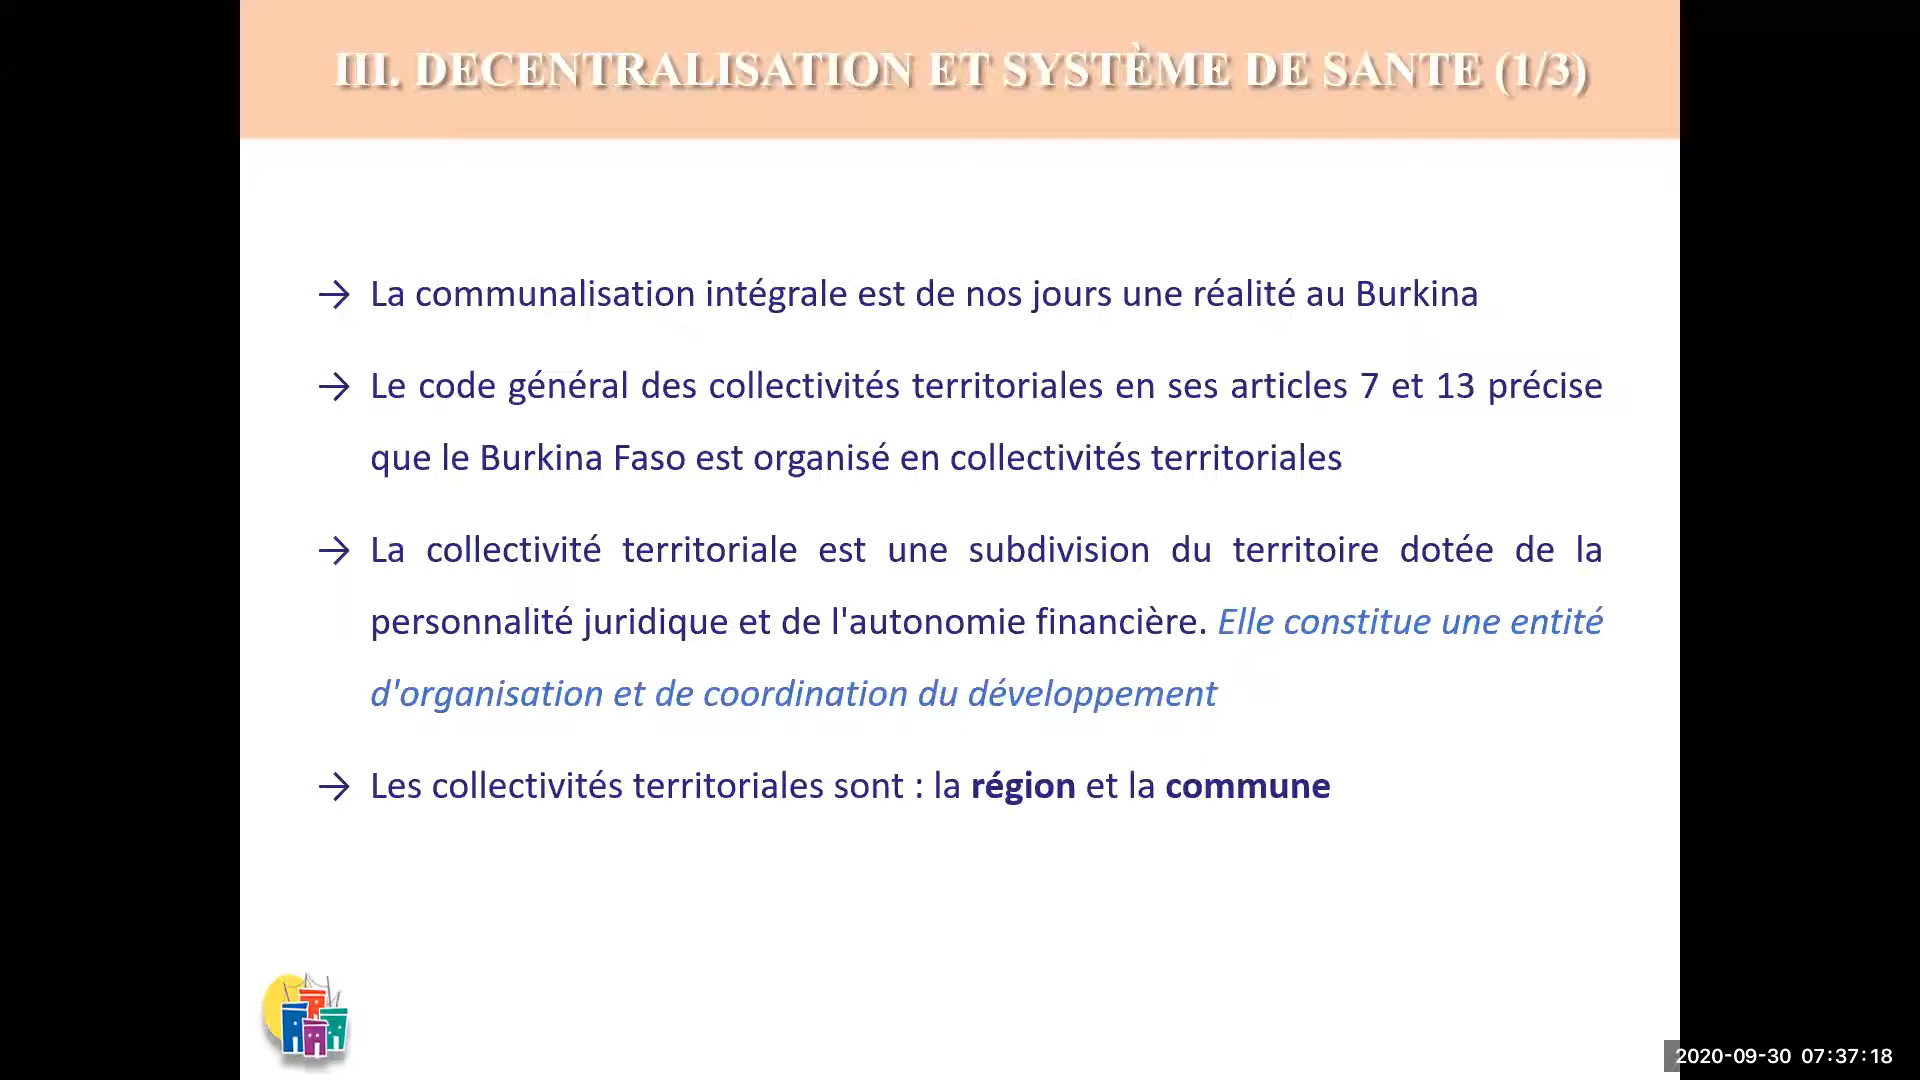 III. DECENTRALISATION ET SYSTÈME DE SANTE (1/3)
→ La communalisation intégrale est de nos jours une réalité au Burkina
→ Le code général des collectivités territoriales en ses articles 7 et 13 précise
que le Burkina Faso est organisé en collectivités territoriales
→ La collectivité territoriale est une subdivision du territoire dotée de la
personnalité juridique et de l'autonomie financière. Elle constitue une entité
d'organisation et de coordination du développement
→ Les collectivités territoriales sont : la région et la commune
2020-09-30 07:37:18